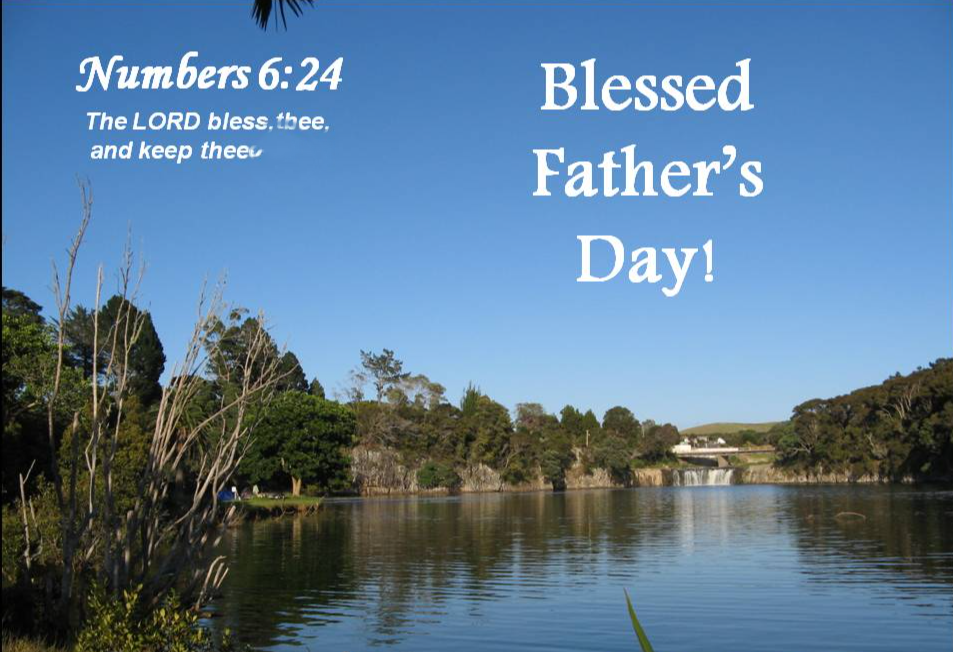 Numbers 6:24
The LORD bless thee,
and keep thee
Blessed
Father's
Day!